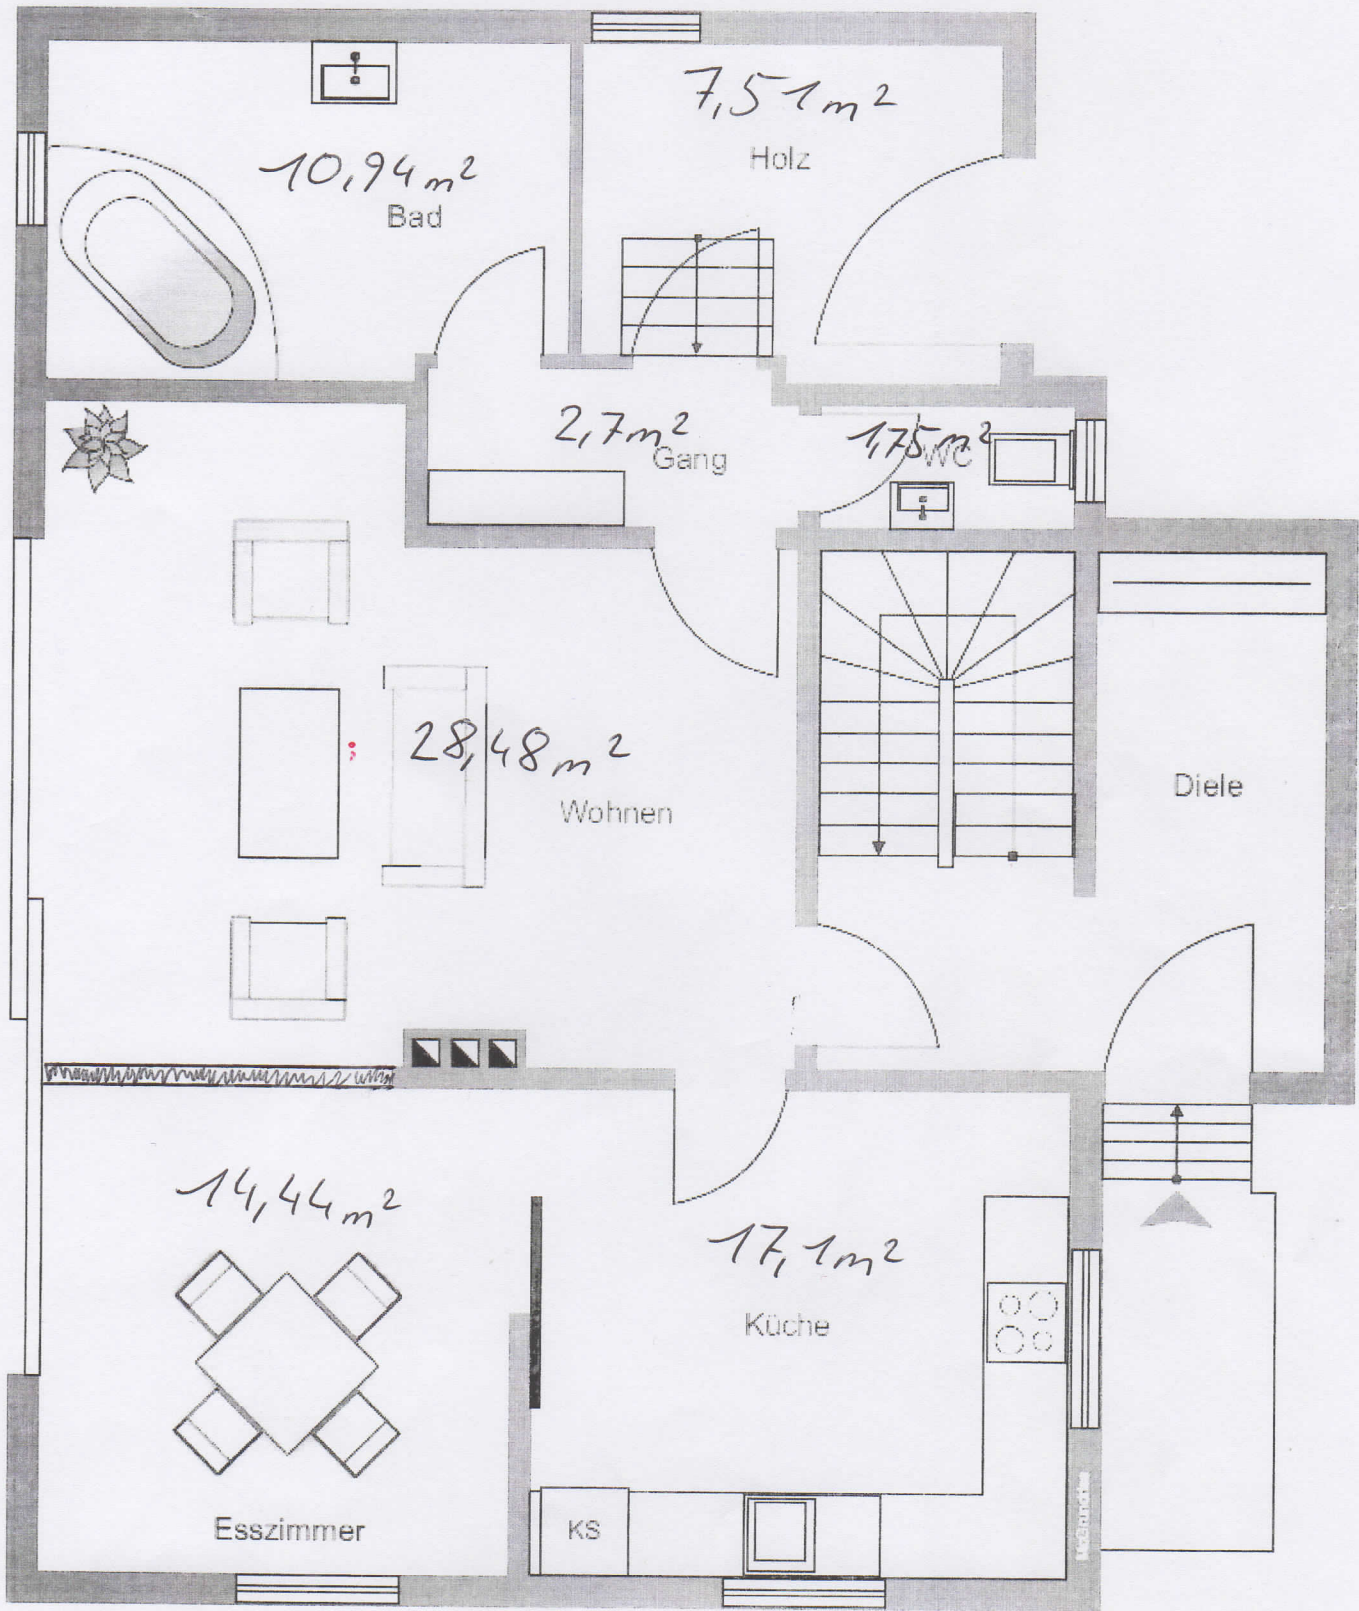 7,51m²
Holz
10,94m²
Bad
2,7m²
Gang
1,75m²
WC
28,48m²
Wohnen
Diele
14,44m²
17,1m²
Küche
Esszimmer
KS